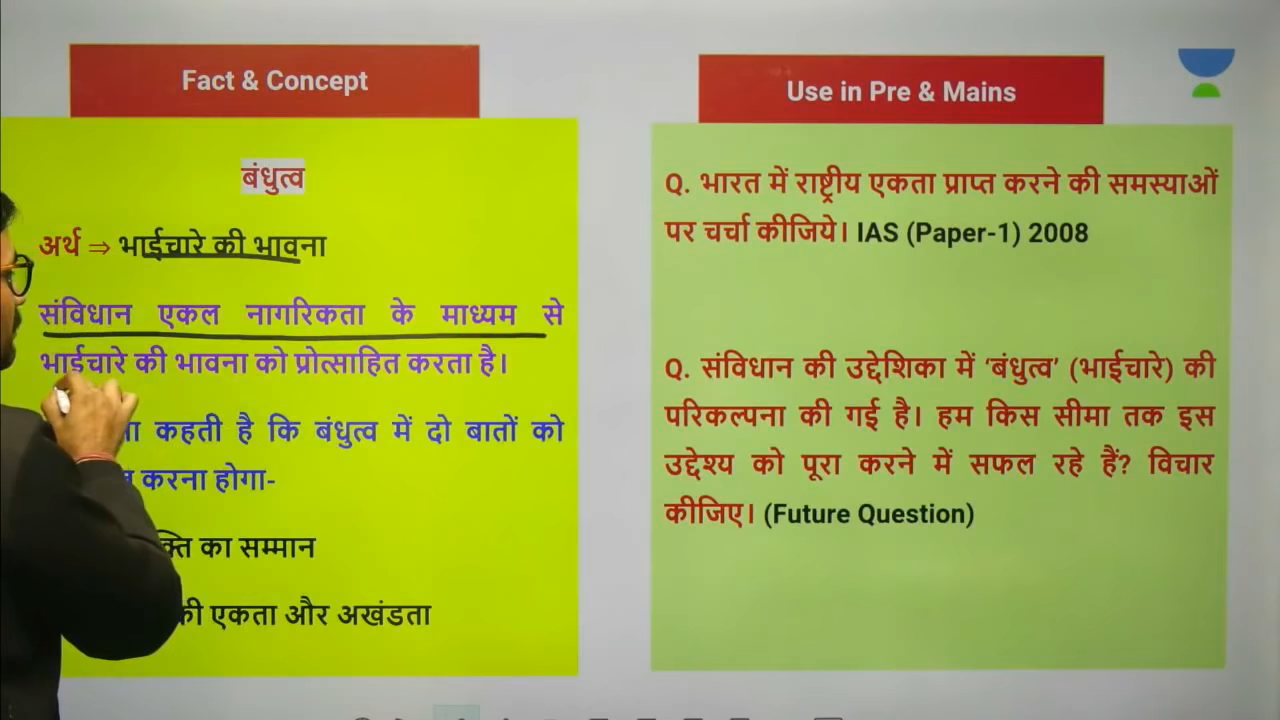 Fact & Concept
बंधुत्व
अर्थ ⇒ भाईचारे की भावना
संविधान एकल नागरिकता के माध्यम से
भाईचारे की भावना को प्रोत्साहित करता है।
कहती है कि बंधुत्व में दो बातों को
करना होगा-
का सम्मान
की एकता और अखंडता
Use in Pre & Mains
Q. भारत में राष्ट्रीय एकता प्राप्त करने की समस्याओं
पर चर्चा कीजिये। IAS (Paper-1) 2008
Q. संविधान की उद्देशिका में ‘बंधुत्व’ (भाईचारे) की
परिकल्पना की गई है। हम किस सीमा तक इस
उद्देश्य को पूरा करने में सफल रहे हैं? विचार
कीजिए। (Future Question)